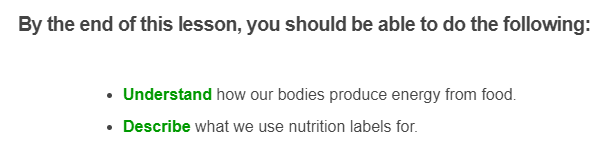 By the end of this lesson, you should be able to do the following:
• Understand how our bodies produce energy from food.
• Describe what we use nutrition labels for.